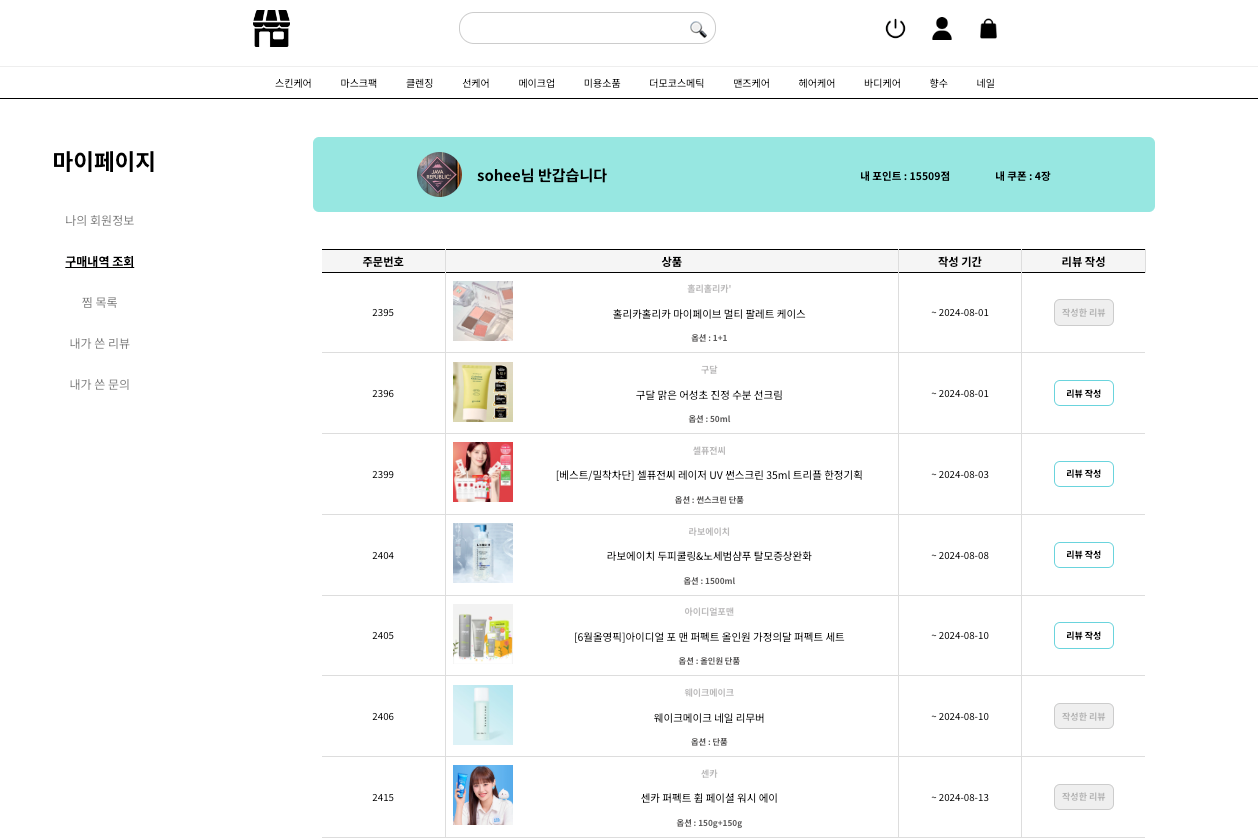 스킨케어 마스크팩 클렌징 선케어 메이크업 미용소품 더모코스메틱 맨즈케어 헤어케어 바디케어 향수 네일
마이페이지
나의 회원정보
구매내역 조회
찜 목록
내가 쓴 리뷰
내가 쓴 문의
JAVA
REPUBLIC
sohee님 반갑습니다
내 포인트 : 15509점
내 쿠폰 : 4장
주문번호 상품 작성 기간 리뷰 작성
홀리홀리카'
2395 홀리카홀리카 마이페이브 멀티 팔레트 케이스 ~ 2024-08-01 작성한 리뷰
옵션 : 1+1
구달
2396 구달 맑은 어성초 진정 수분 선크림 ~ 2024-08-01 리뷰 작성
옵션 : 50ml
셀퓨전씨
2399 [베스트/밀착차단] 셀퓨전씨 레이저 UV 썬스크린 35ml 트리플 한정기획 ~ 2024-08-03 리뷰 작성
옵션 : 썬스크린 단품
라보에이치
2404 라보에이치 두피쿨링&노세범샴푸 탈모증상완화 ~ 2024-08-08 리뷰 작성
옵션 : 1500ml
아이디얼포맨
2405 [6월올영픽]아이디얼 포 맨 퍼펙트 올인원 가정의달 퍼펙트 세트 ~ 2024-08-10 리뷰 작성
옵션 : 올인원 단품
웨이크메이크
2406 웨이크메이크 네일 리무버 ~ 2024-08-10 작성한 리뷰
옵션 : 단품
센카
2415 센카 퍼펙트 휩 페이셜 워시 에이 ~ 2024-08-13 작성한 리뷰
옵션 : 150g+150g